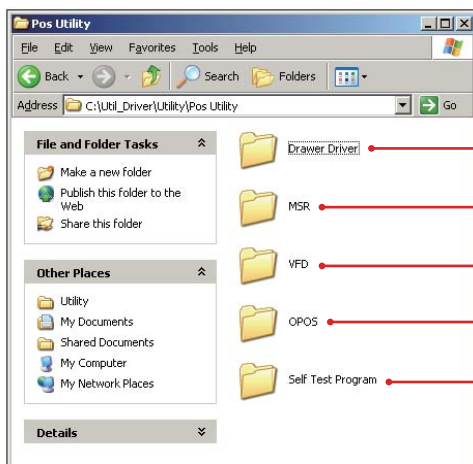 Pos Utility
File Edit View Favorites Tools Help
Back Search Folders
Address C:\Util_Driver\Utility\Pos Utility Go
File and Folder Tasks
Make a new folder
Publish this folder to the
Web
Share this folder
Other Places
Utility
My Documents
Shared Documents
My Computer
My Network Places
Details
Drawer Driver
MSR
VFD
OPOS
Self Test Program